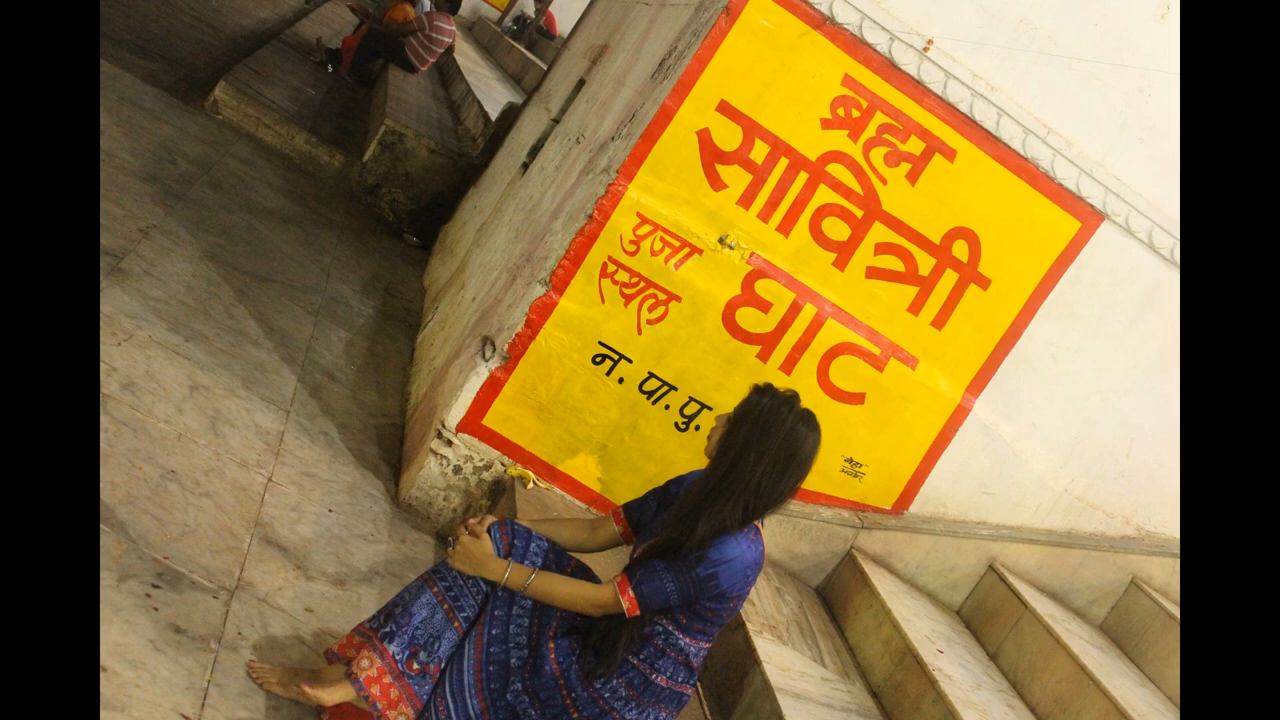 ब्रह्म
सावित्री
घाट
पुजा
स्थल
न. पा. पु.